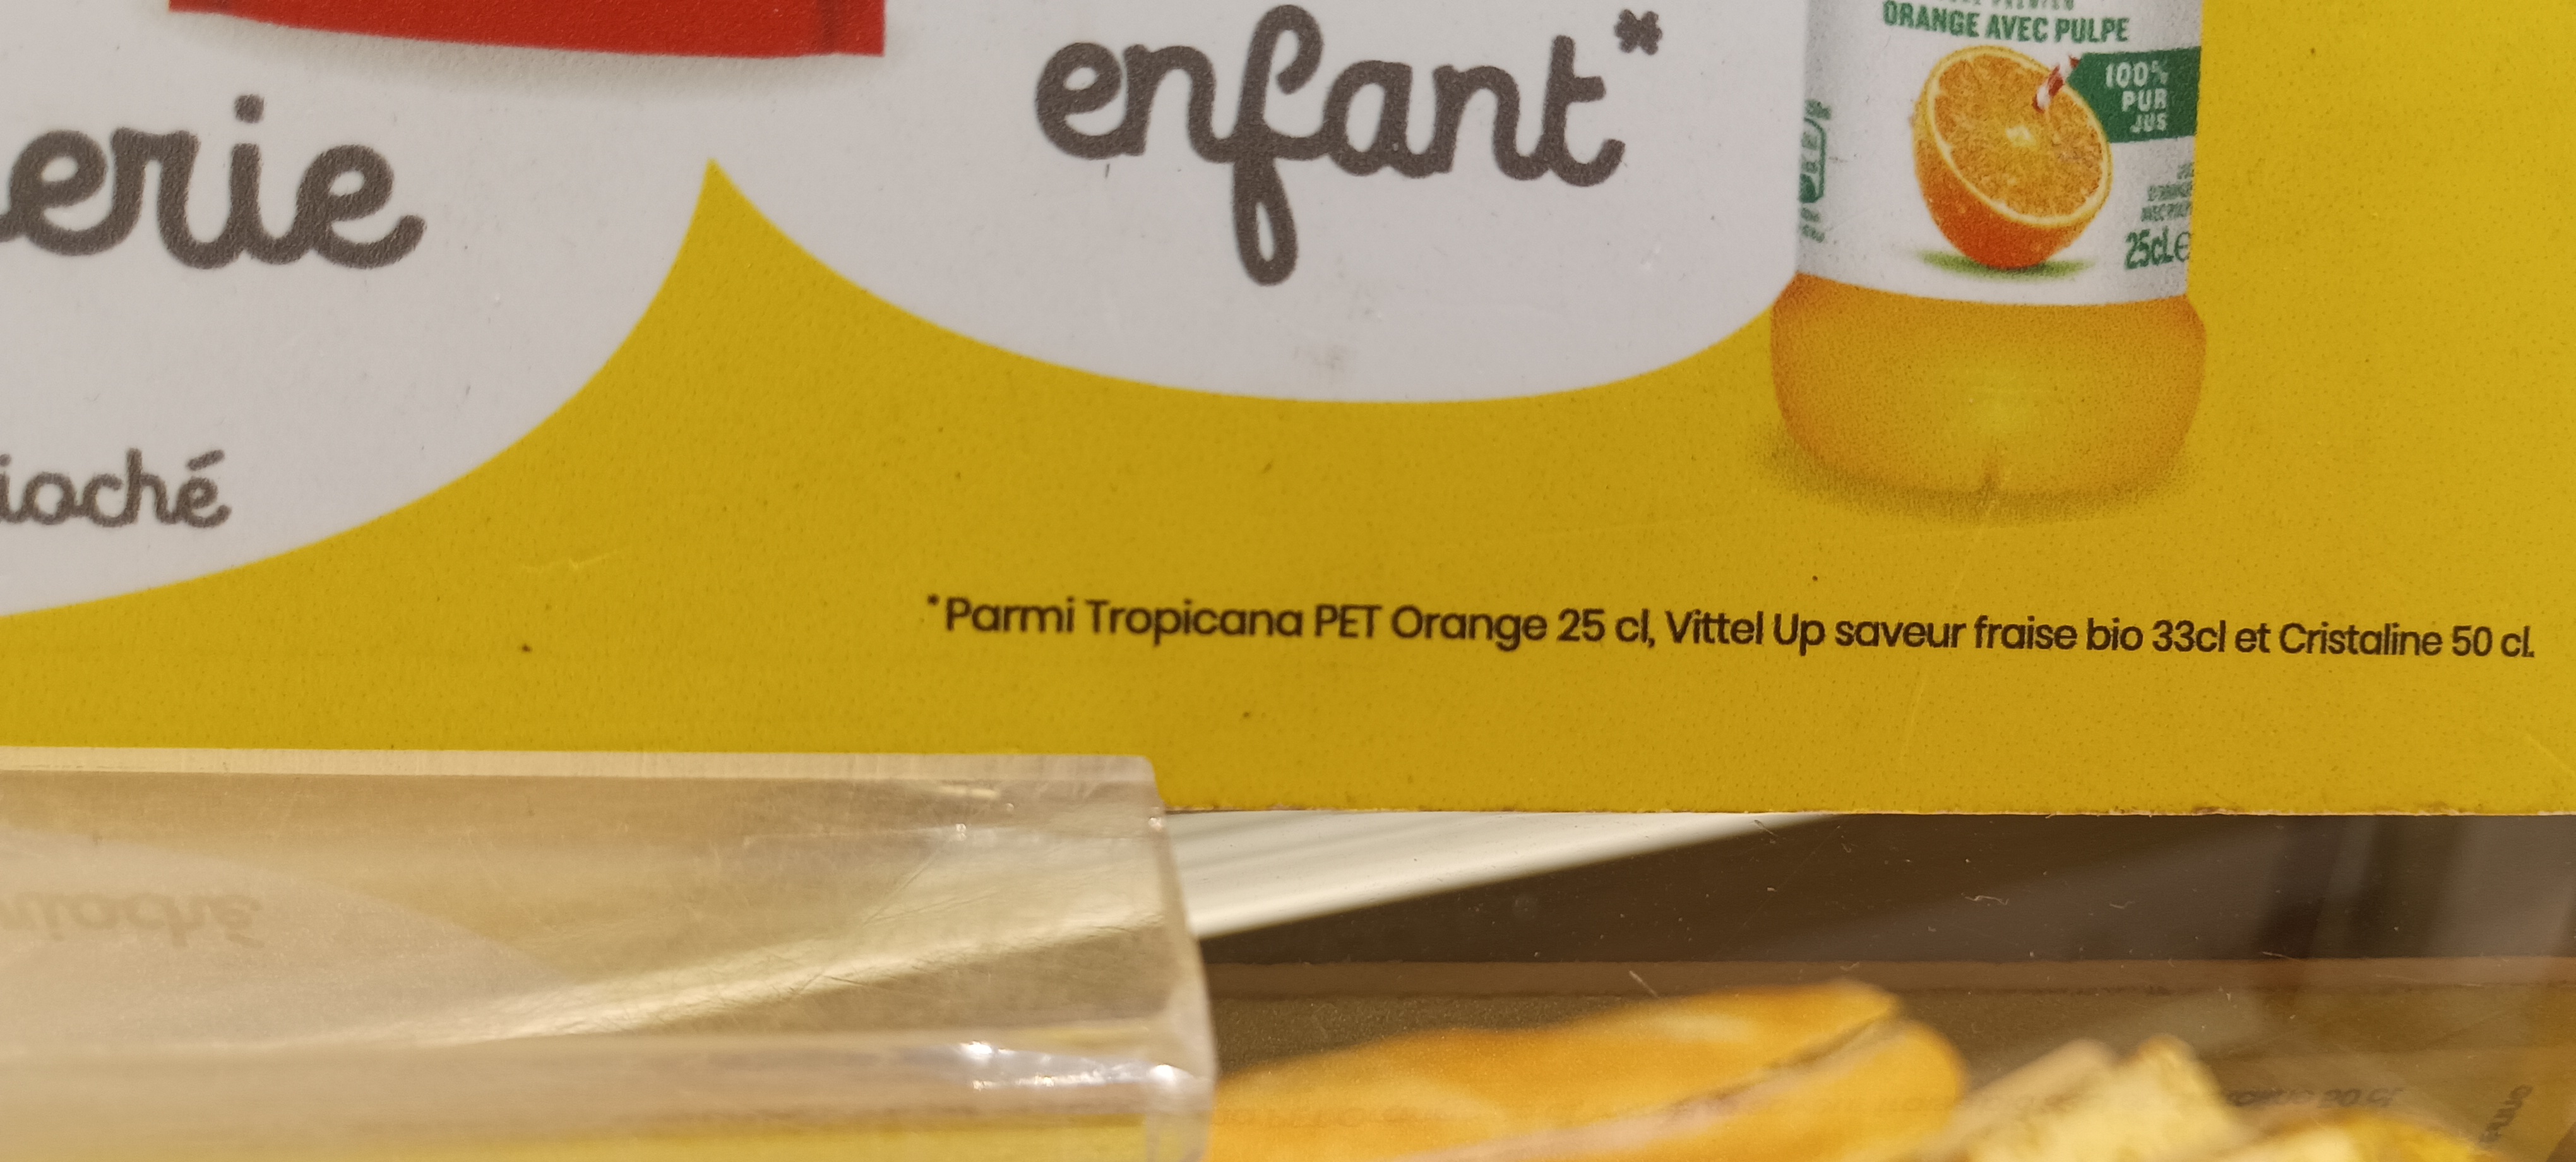 ORANGE AVEC PULPE
enfant*
100%
PUR
JUS
erie
25cl e
ioché
*Parmi Tropicana PET Orange 25 cl, Vittel Up saveur fraise bio 33cl et Cristaline 50 cl.